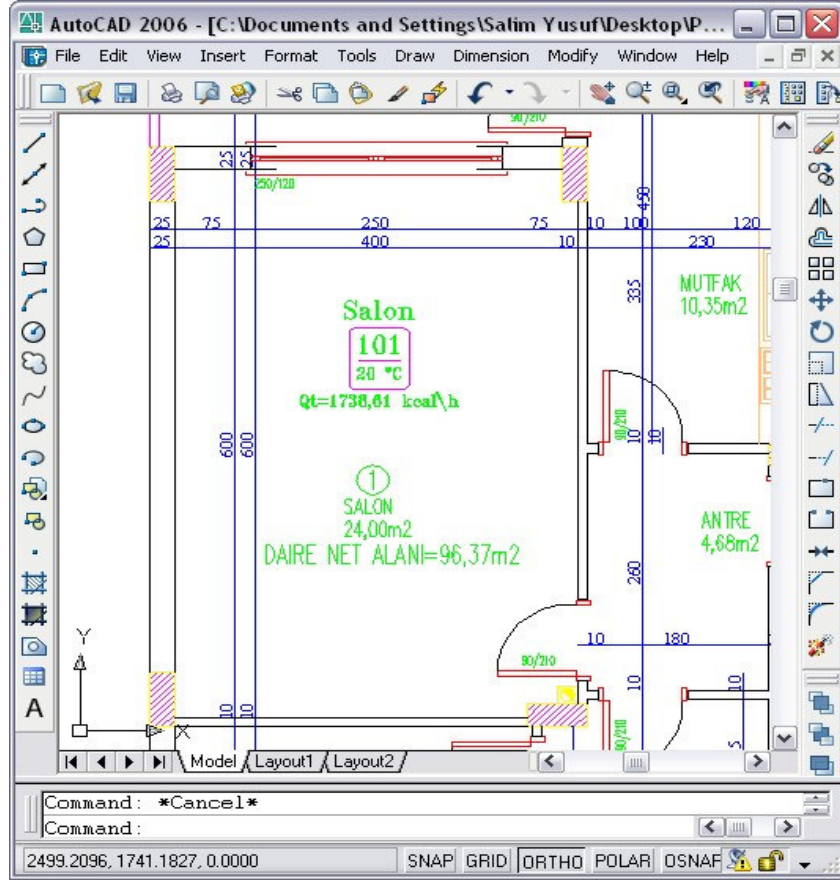 AutoCAD 2006 - [C:\Documents and Settings\Salim Yusuf\Desktop\P...
File Edit View Insert Format Tools Draw Dimension Modify Window Help
90/210
25
25
250/120
450
25 75 250 75 10 100 120
25 400 10 230
335
MUTFAK
10,35m2
Salon
101
20 °C
Qt=1738,61 kcal\h
90/210
10
10
600
600
1
SALON
24,00m2
DAIRE NET ALANI=96,37m2
ANTRE
4,68m2
260
10 180
90/210
10
10
10
10
90/210
5
Y
X
A
Model Layout1 Layout2
Command: *Cancel*
Command:
2499.2096, 1741.1827, 0.0000 SNAP GRID ORTHO POLAR OSNAP